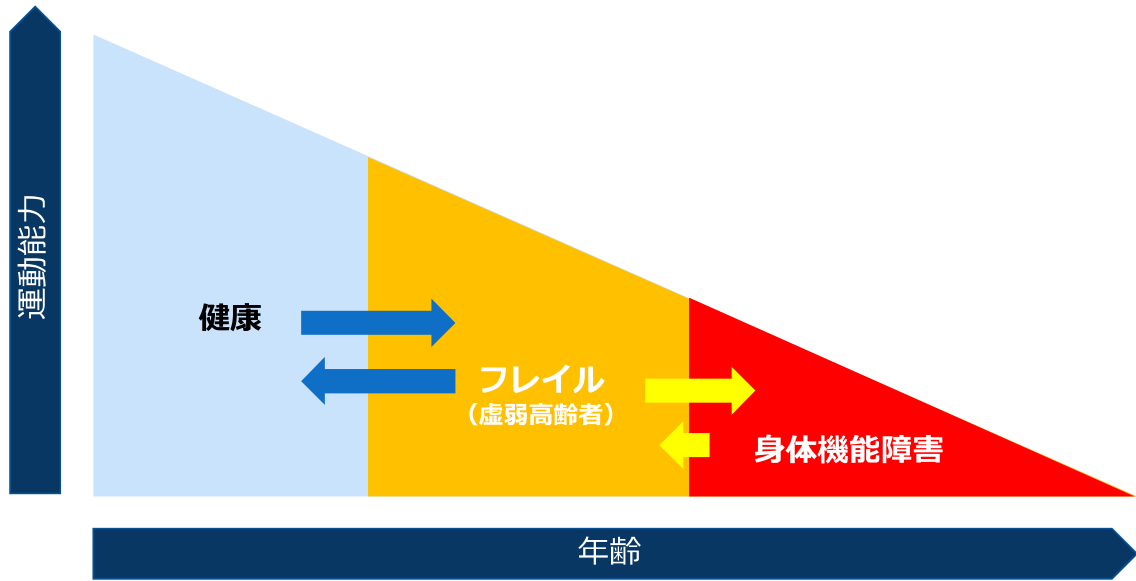 運動能力
健康
フレイル
（虚弱高齢者）
身体機能障害
年齢